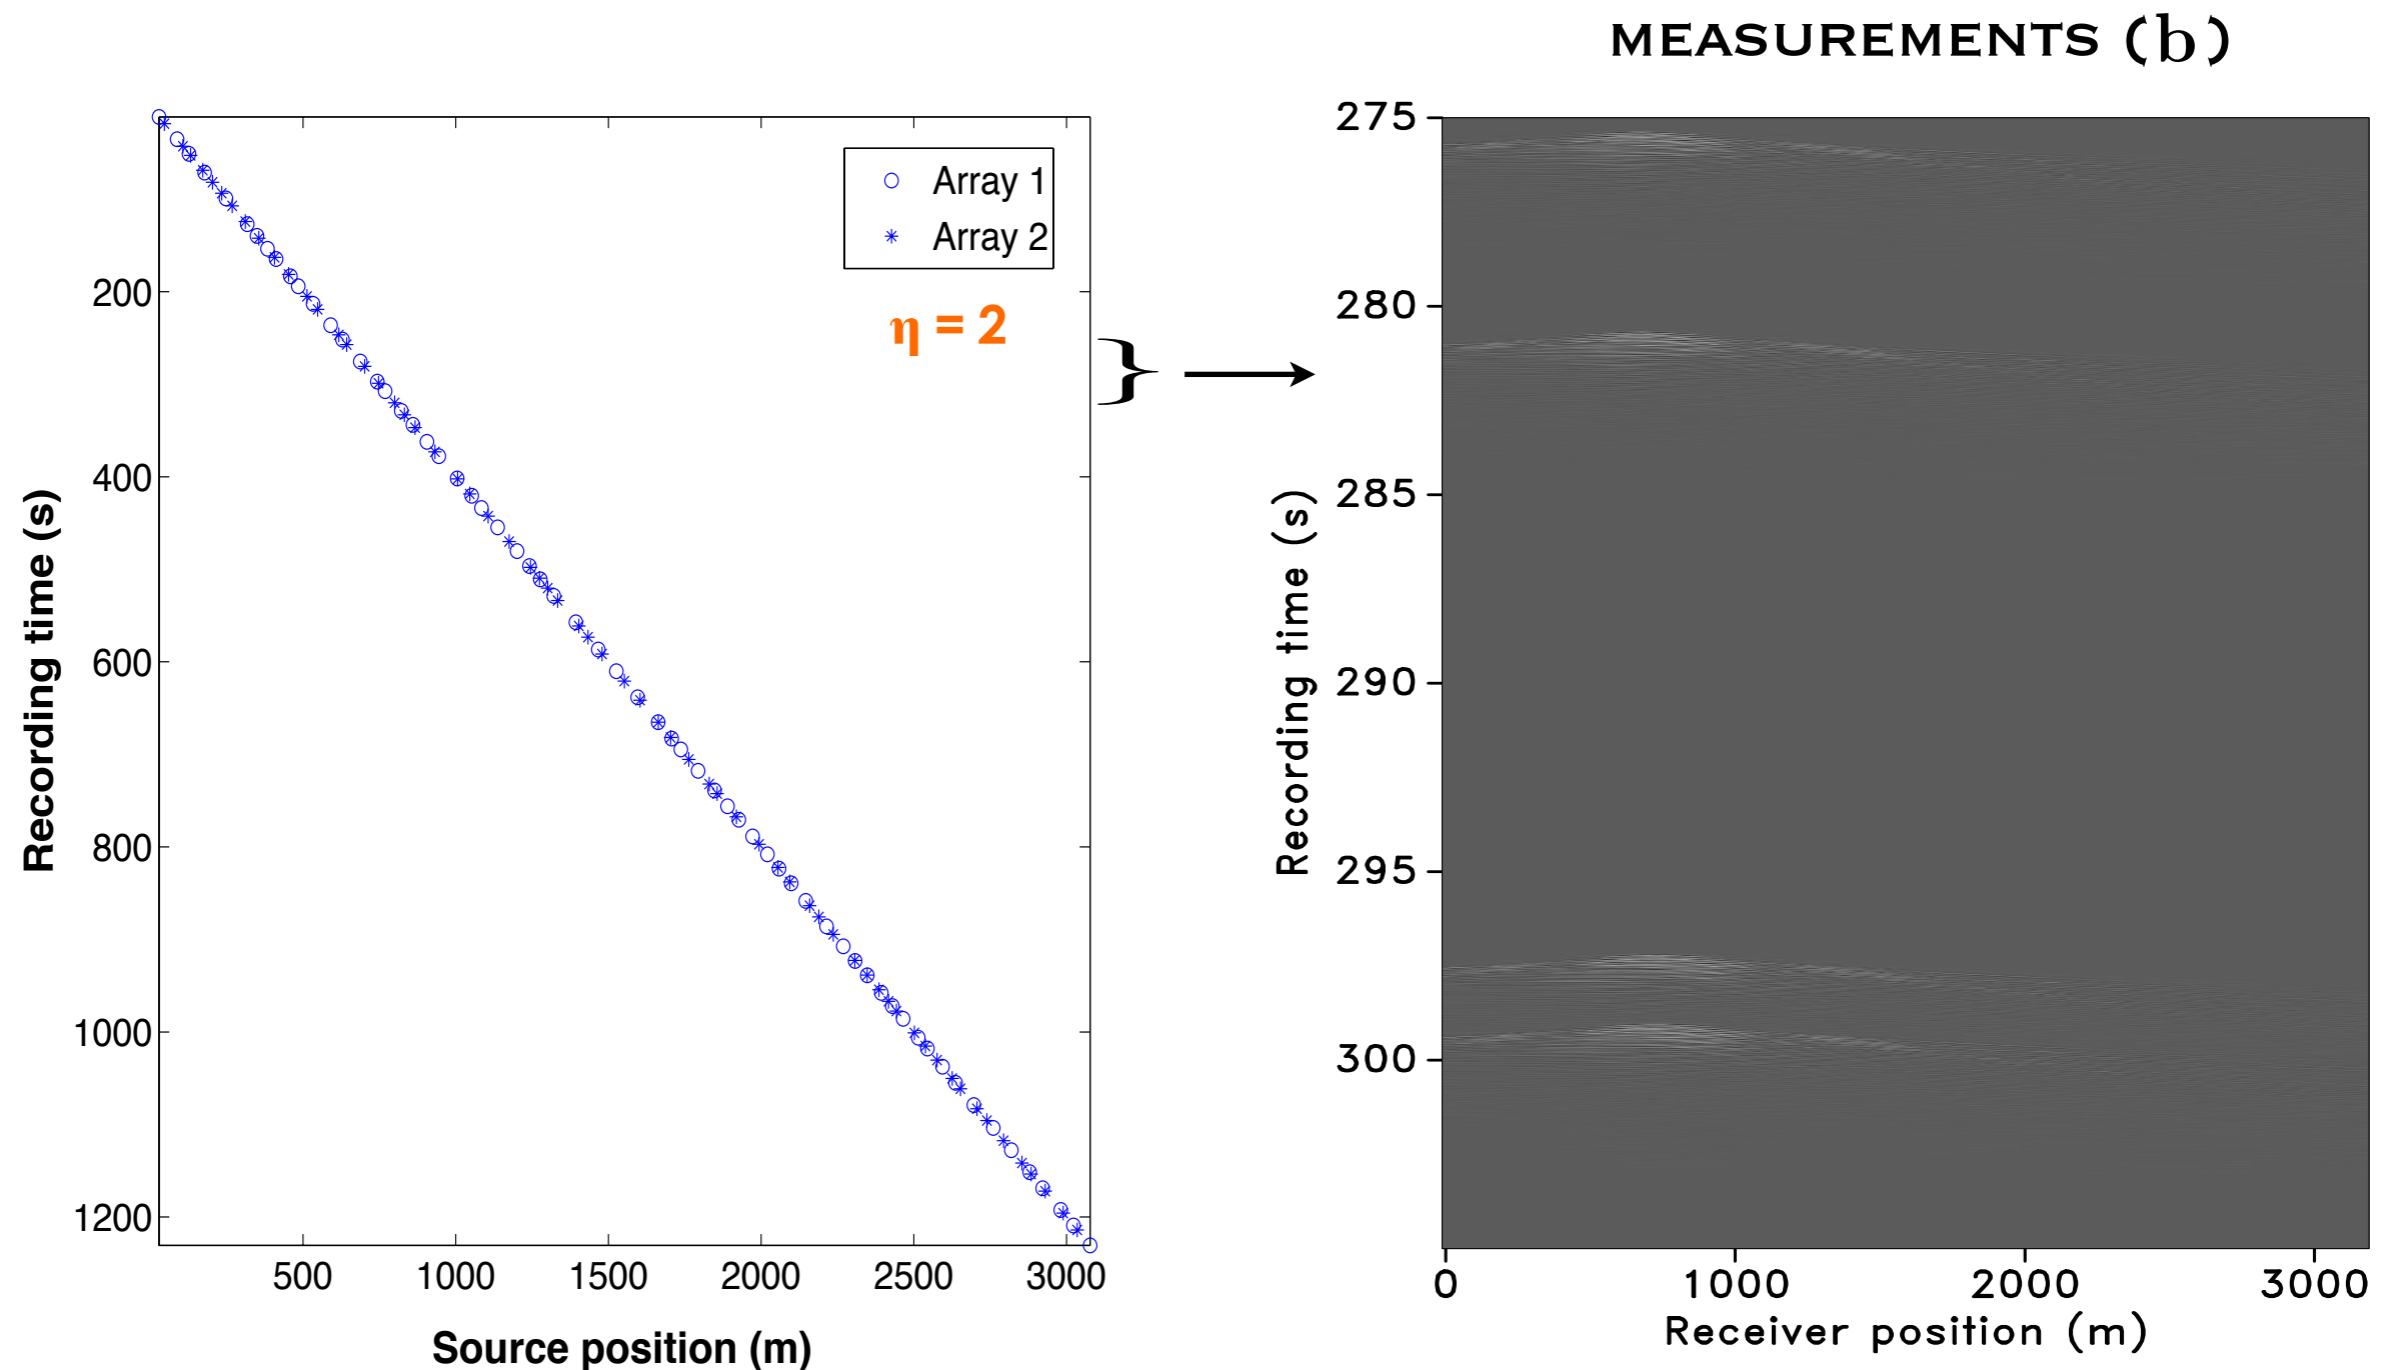 MEASUREMENTS (b)
Array 1
Array 2
η = 2
}
200
400
600
800
1000
1200
Recording time (s)
500 1000 1500 2000 2500 3000
Source position (m)
275
280
285
290
295
300
Recording time (s)
0 1000 2000 3000
Receiver position (m)